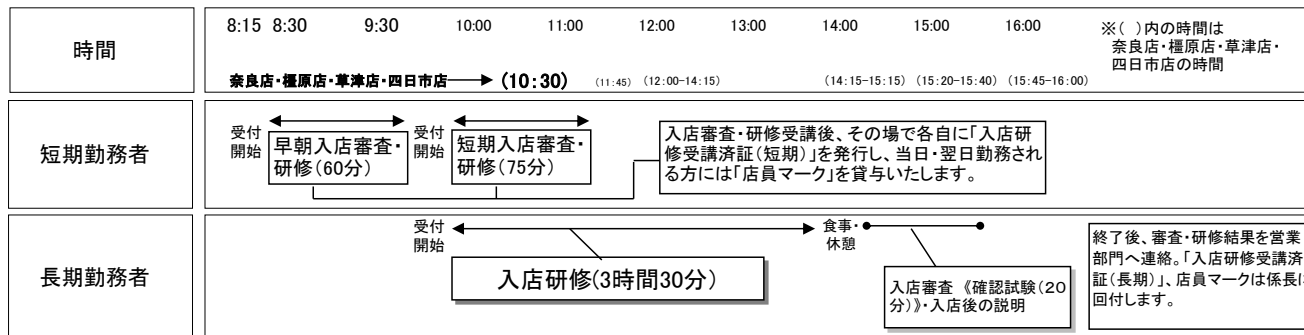 時間
8:15 8:30 9:30 10:00 11:00 12:00 13:00 14:00 15:00 16:00
※( )内の時間は
奈良店・橿原店・草津店・
四日市店の時間
奈良店・橿原店・草津店・四日市店 (10:30) (11:45) (12:00-14:15) (14:15-15:15) (15:20-15:40) (15:45-16:00)
短期勤務者
受付
開始
早朝入店審査・
研修(60分)
受付
開始
短期入店審査・
研修(75分)
入店審査・研修受講後、その場で各自に「入店研
修受講済証(短期)」を発行し、当日・翌日勤務され
る方には「店員マーク」を貸与いたします。
長期勤務者
受付
開始
入店研修(3時間30分)
食事・
休憩
入店審査 《確認試験(20
分)》・入店後の説明
終了後、審査・研修結果を営業
部門へ連絡。「入店研修受講済
証(長期)」、店員マークは係長に
回付します。